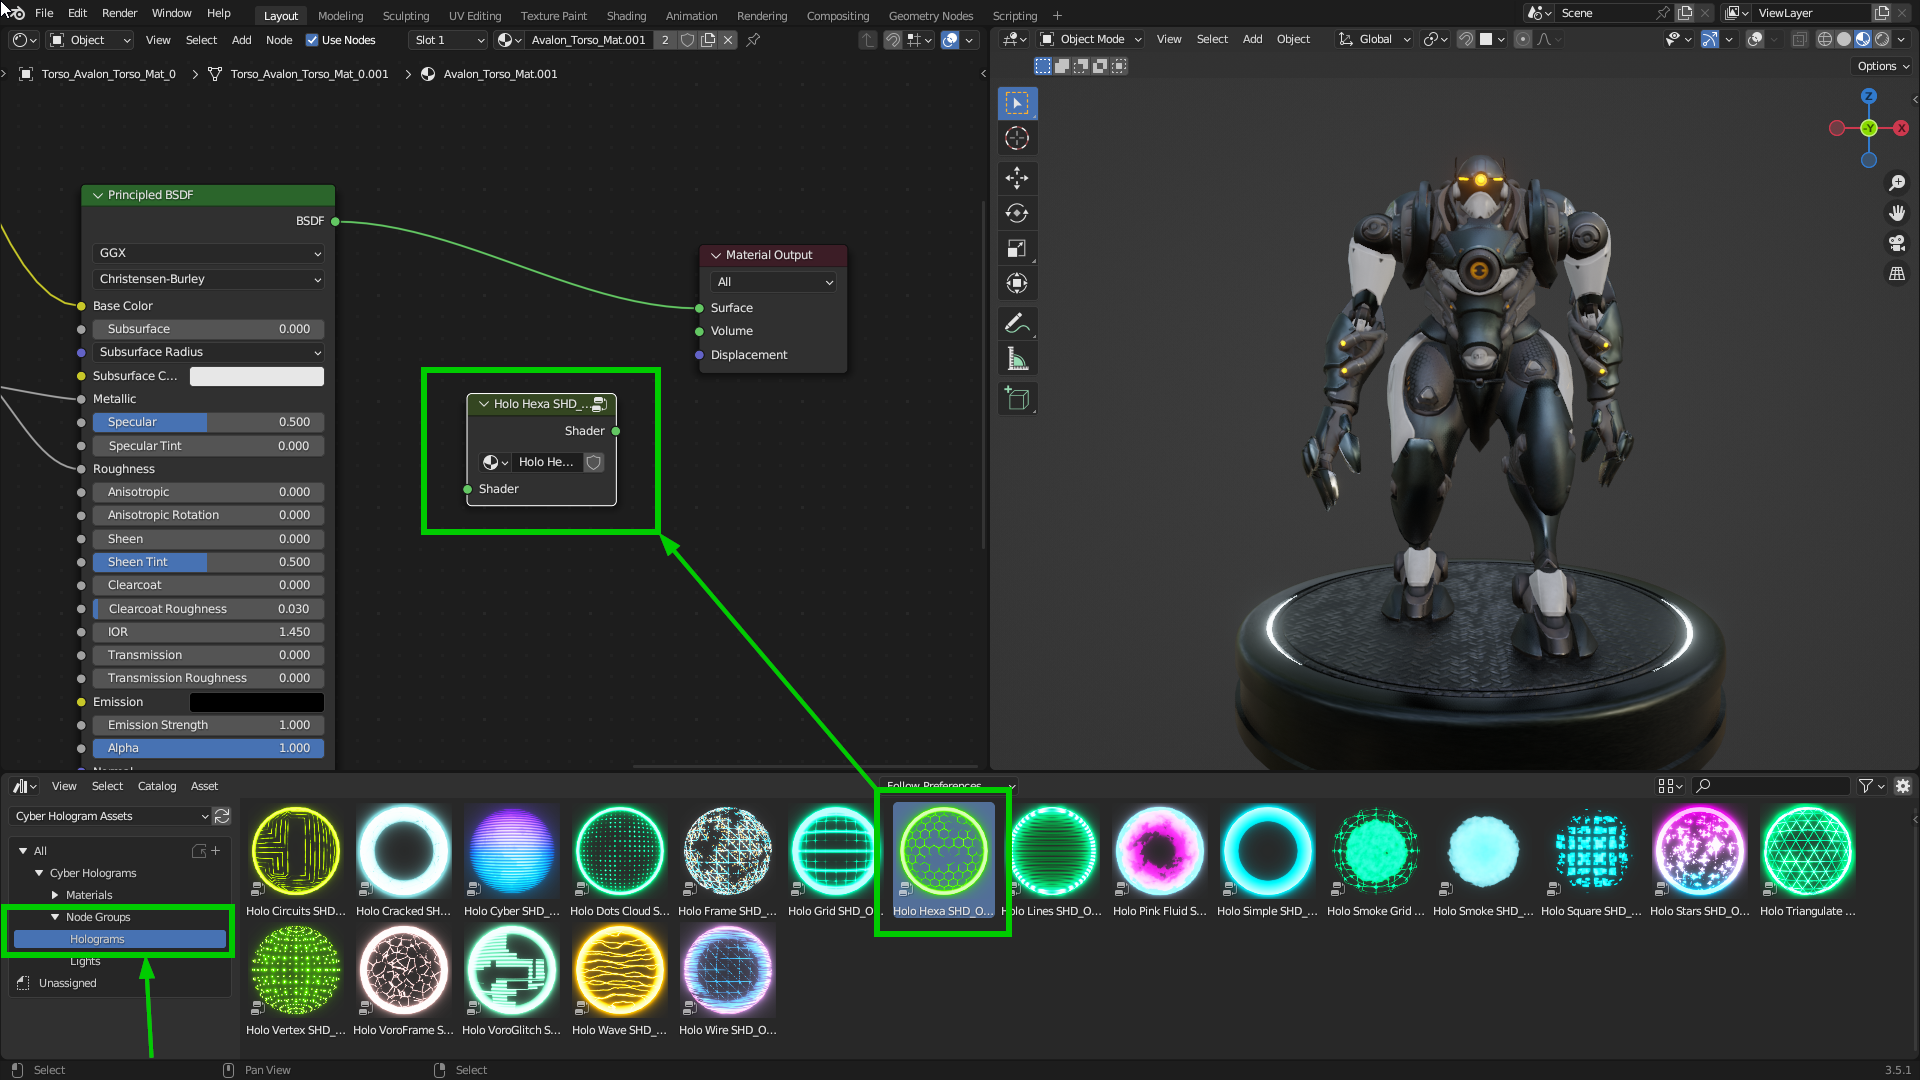 File Edit Render Window Help Layout Modeling Sculpting UV Editing Texture Paint Shading Animation Rendering Compositing Geometry Nodes Scripting + Scene ViewLayer
Object View Select Add Node Use Nodes Slot 1 Avalon_Torso_Mat.001 2 Object Mode View Select Add Object Global
Options
Torso_Avalon_Torso_Mat_0 > Torso_Avalon_Torso_Mat_0.001 > Avalon_Torso_Mat.001
Z
-Y X
Principled BSDF
BSDF
GGX
Christensen-Burley
Base Color
Subsurface 0.000
Subsurface Radius
Subsurface C...
Metallic
Specular 0.500
Specular Tint 0.000
Roughness
Anisotropic 0.000
Anisotropic Rotation 0.000
Sheen 0.000
Sheen Tint 0.500
Clearcoat 0.000
Clearcoat Roughness 0.030
IOR 1.450
Transmission 0.000
Transmission Roughness 0.000
Emission
Emission Strength 1.000
Alpha 1.000
Normal
Material Output
All
Surface
Volume
Displacement
Holo Hexa SHD_...
Shader
Holo He...
Shader
View Select Catalog Asset Follow Preferences
Cyber Hologram Assets
All
Cyber Holograms
Materials
Node Groups
Holograms
Lights
Unassigned
Holo Circuits SHD... Holo Cracked SH... Holo Cyber SHD_... Holo Dots Cloud S... Holo Frame SHD_... Holo Grid SHD_O... Holo Hexa SHD_O... Holo Lines SHD_O... Holo Pink Fluid S... Holo Simple SHD_... Holo Smoke Grid ... Holo Smoke SHD_... Holo Square SHD_... Holo Stars SHD_O... Holo Triangulate ...
Holo Vertex SHD_... Holo VoroFrame S... Holo VoroGlitch S... Holo Wave SHD_... Holo Wire SHD_O...
Select Pan View Select 3.5.1